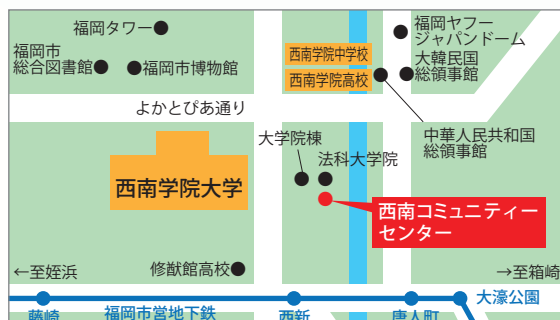 福岡タワー
福岡市
総合図書館
福岡市博物館
西南学院中学校
西南学院高校
福岡ヤフー
ジャパンドーム
大韓民国
総領事館
よかとぴあ通り
中華人民共和国
総領事館
大学院棟
法科大学院
西南学院大学
西南コミュニティー
センター
修猷館高校
←至姪浜
→至箱崎
大濠公園
藤崎
福岡市営地下鉄
西新
唐人町